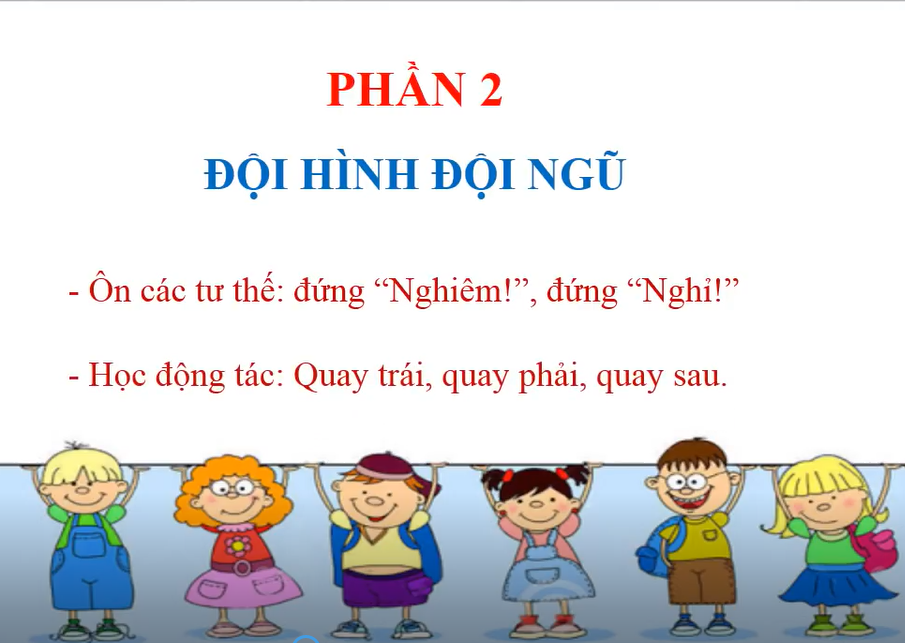 PHẦN 2
ĐỘI HÌNH ĐỘI NGŨ
- Ôn các tư thế: đứng “Nghiêm!”, đứng “Nghỉ!”
- Học động tác: Quay trái, quay phải, quay sau.